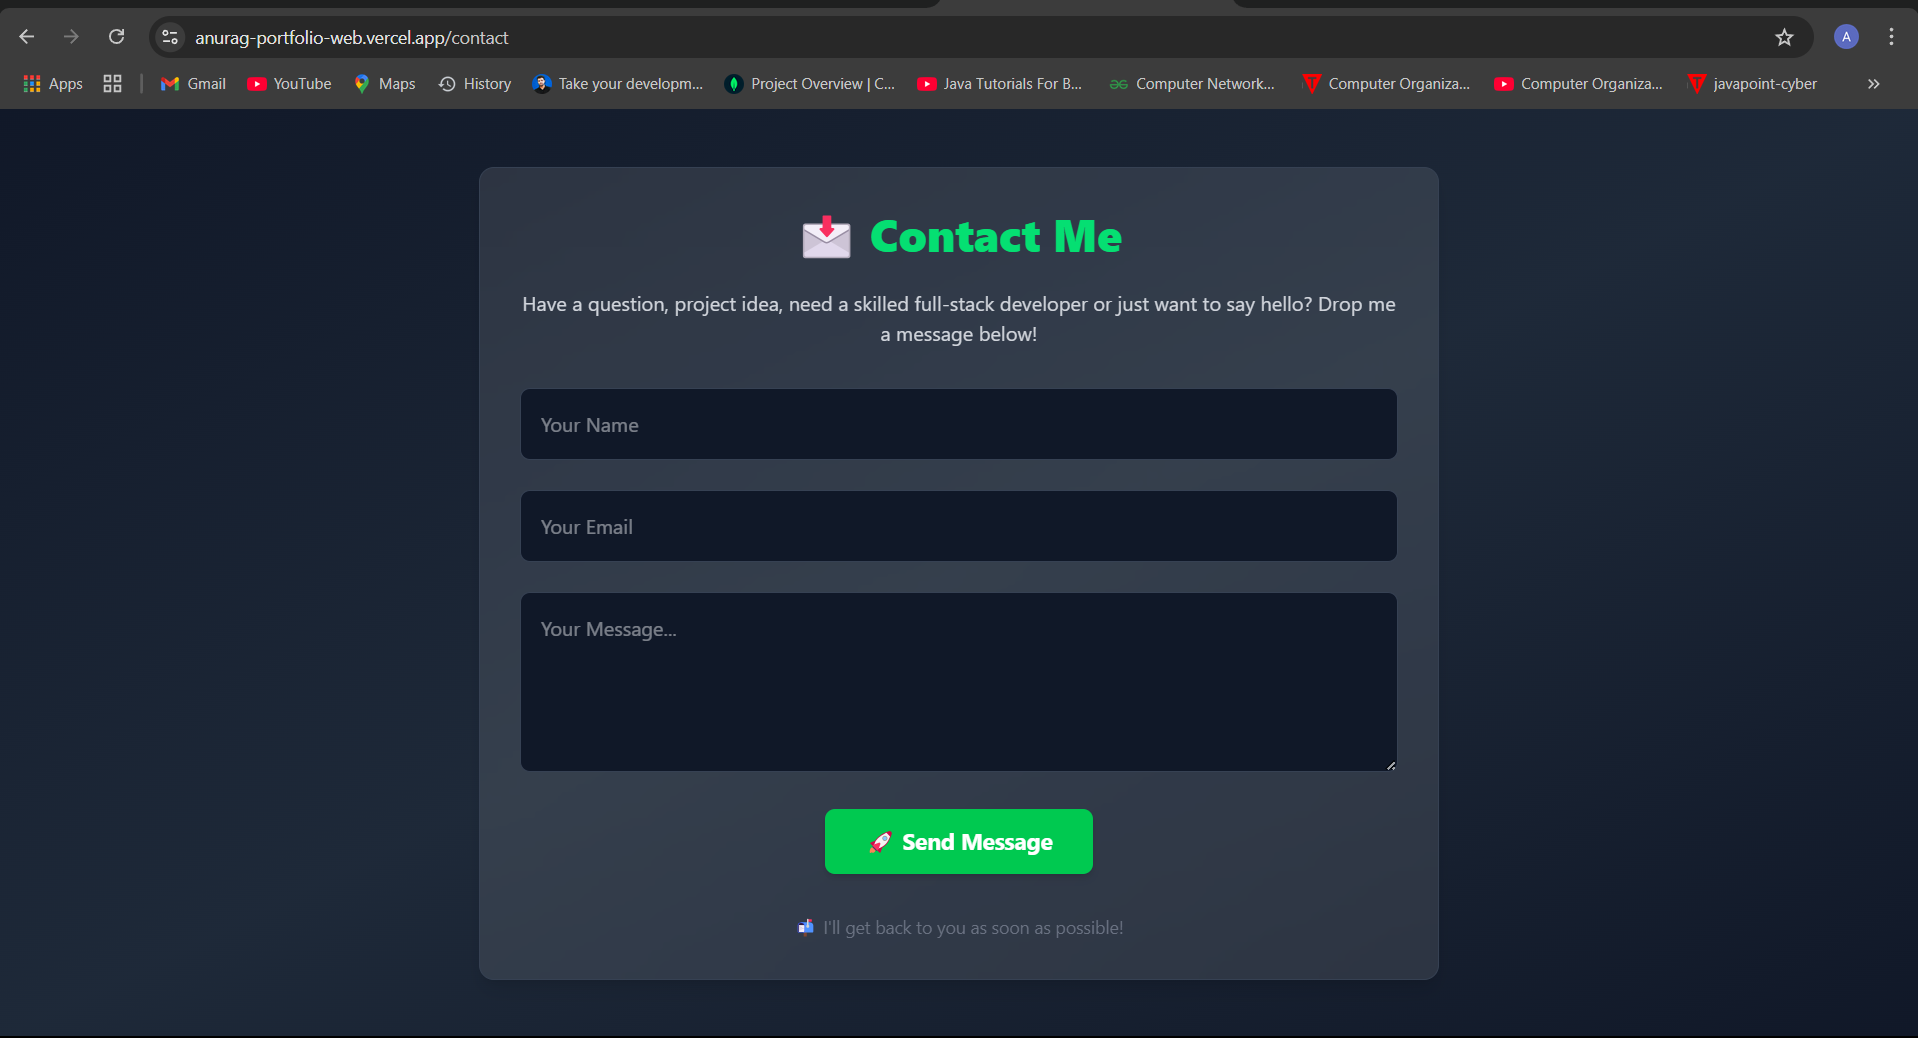 anurag-portfolio-web.vercel.app/contact
A
Apps
Gmail
YouTube
Maps
History
Take your developm...
Project Overview | C...
Java Tutorials For B...
Computer Network...
Computer Organiza...
Computer Organiza...
javapoint-cyber
Contact Me
Have a question, project idea, need a skilled full-stack developer or just want to say hello? Drop me
a message below!
Your Name
Your Email
Your Message...
Send Message
I'll get back to you as soon as possible!